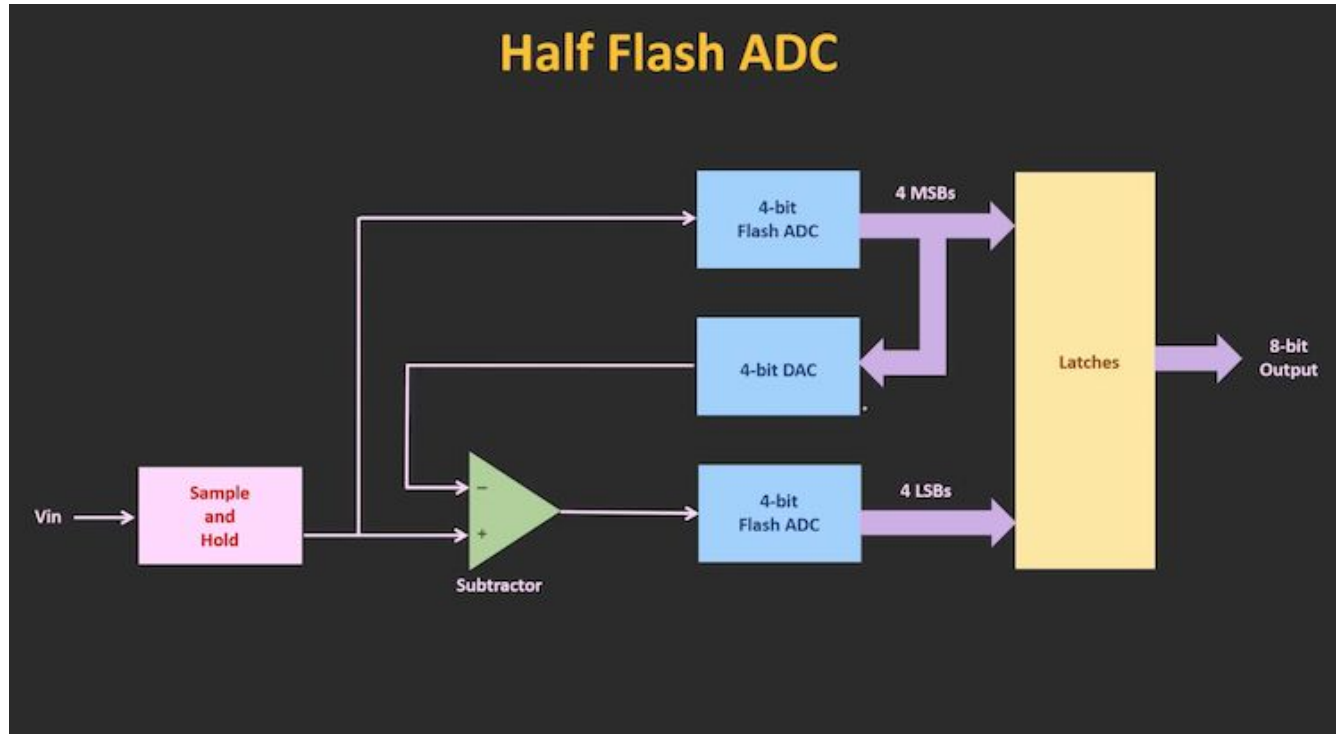 Half Flash ADC
4-bit
Flash ADC
4 MSBs
4-bit DAC
Latches
8-bit
Output
Vin
Sample
and
Hold
−
+
Subtractor
4-bit
Flash ADC
4 LSBs